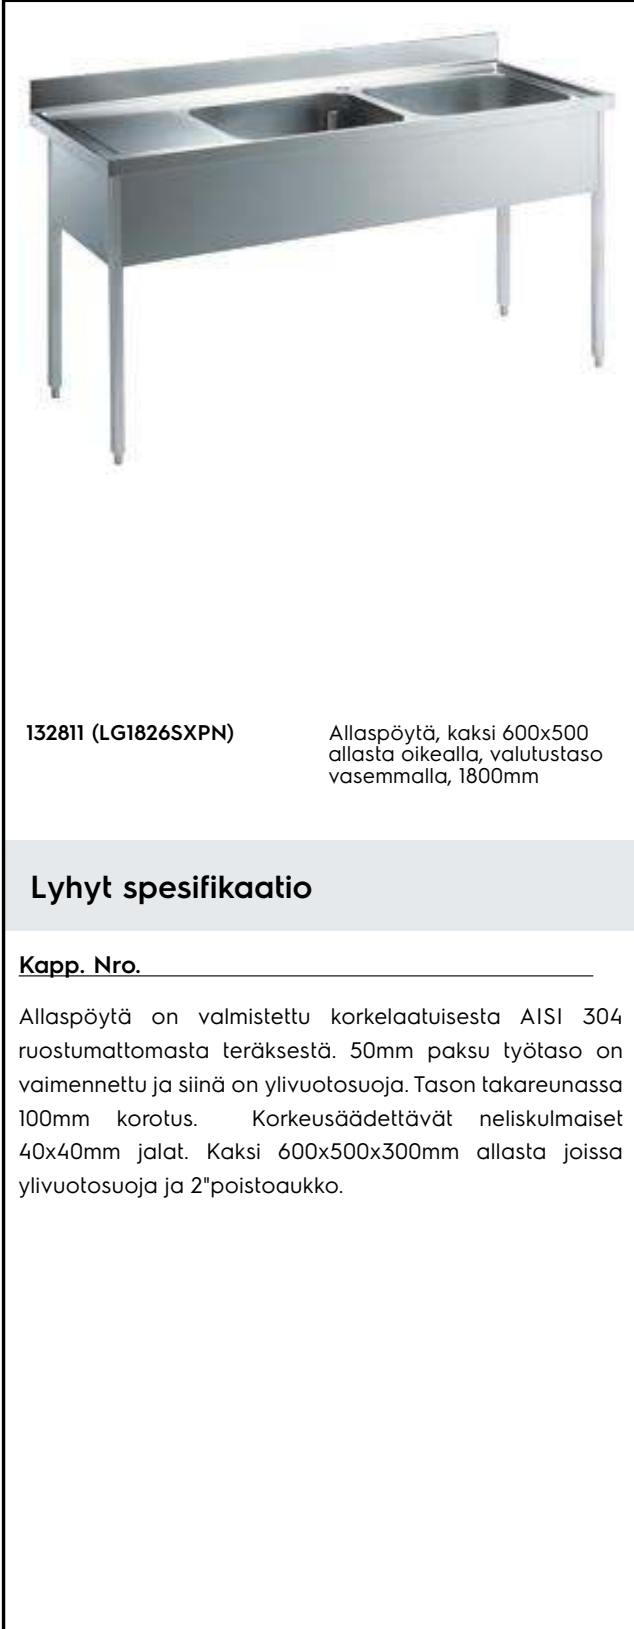 132811 (LG1826SXPN)
Allaspöytä, kaksi 600x500
allasta oikealla, valutustaso
vasemmalla, 1800mm
Lyhyt spesifikaatio
Kapp. Nro.
Allaspöytä on valmistettu korkelaatuisesta AISI 304
ruostumattomasta teräksestä. 50mm paksu työtaso on
vaimennettu ja siinä on ylivuotosuoja. Tason takareunassa
100mm korotus. Korkeusäädettävät neliskulmaiset
40x40mm jalat. Kaksi 600x500x300mm allasta joissa
ylivuotosuoja ja 2"poistoaukko.